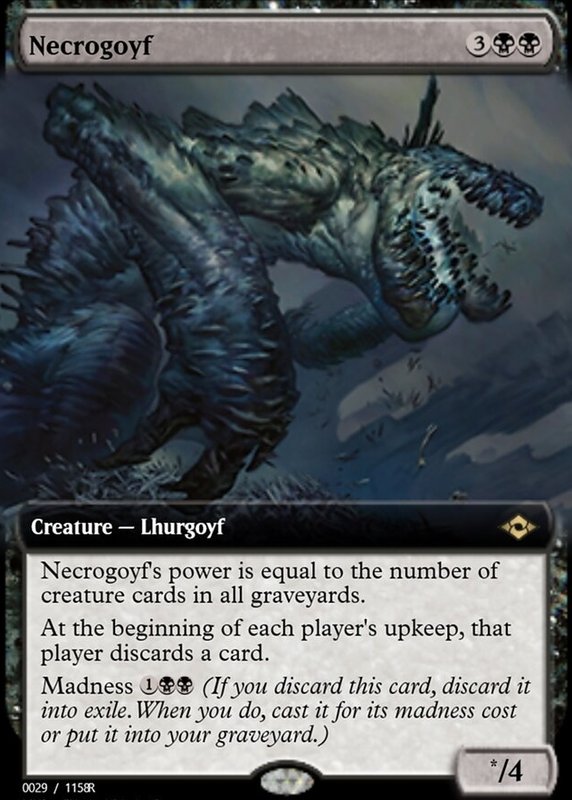 Necrogoyf 3
Creature — Lhurgoyf
Necrogoyf's power is equal to the number of
creature cards in all graveyards.
At the beginning of each player's upkeep, that
player discards a card.
Madness 1 (If you discard this card, discard it
into exile. When you do, cast it for its madness cost
or put it into your graveyard.)
*/4
0029 / 1158R